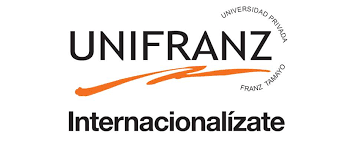 UNIVERSIDAD PRIVADA
UNIFRANZ
FRANZ TAMAYO
Internacionalízate